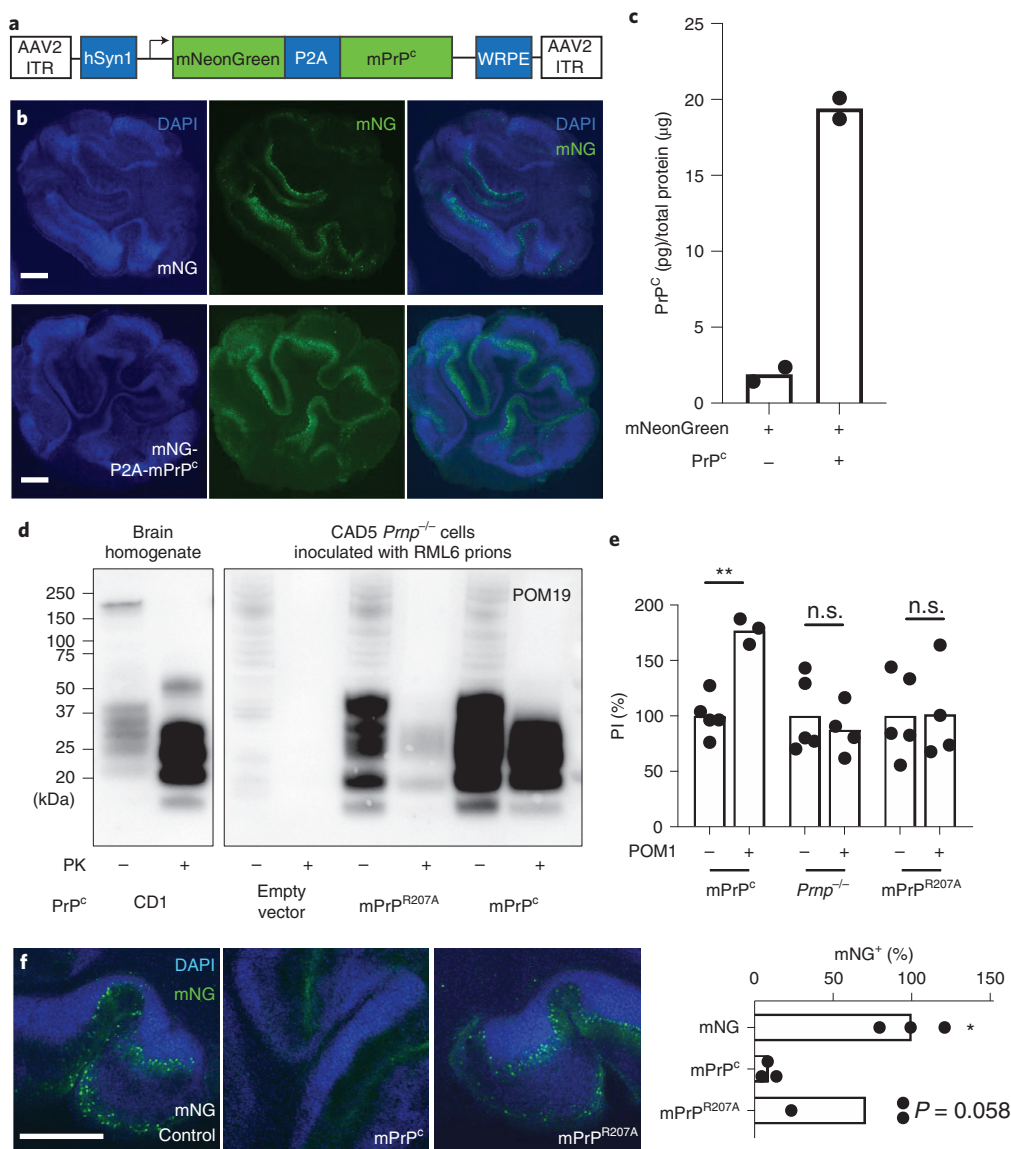 a
AAV2 ITR
hSyn1
mNeonGreen
P2A
mPrPᶜ
WRPE
AAV2 ITR
b
DAPI
mNG
mNG
DAPI
mNG
mNG-
P2A-mPrPᶜ
c
25
20
15
10
5
0
PrPᶜ (pg)/total protein (µg)
mNeonGreen + +
PrPᶜ – +
d
Brain
homogenate
CAD5 Prnp⁻/⁻ cells
inoculated with RML6 prions
POM19
250
150
100
75
50
37
25
20
(kDa)
PK – + – + – + – +
PrPᶜ CD1 Empty vector mPrPᴿ²⁰⁷ᴬ mPrPᶜ
e
** n.s. n.s.
200
150
100
50
0
PI (%)
POM1 – + – + – +
mPrPᶜ Prnp⁻/⁻ mPrPᴿ²⁰⁷ᴬ
f
DAPI
mNG
mNG
Control
mPrPᶜ
mPrPᴿ²⁰⁷ᴬ
mNG⁺ (%)
0 50 100 150
mNG *
mPrPᶜ
mPrPᴿ²⁰⁷ᴬ P = 0.058